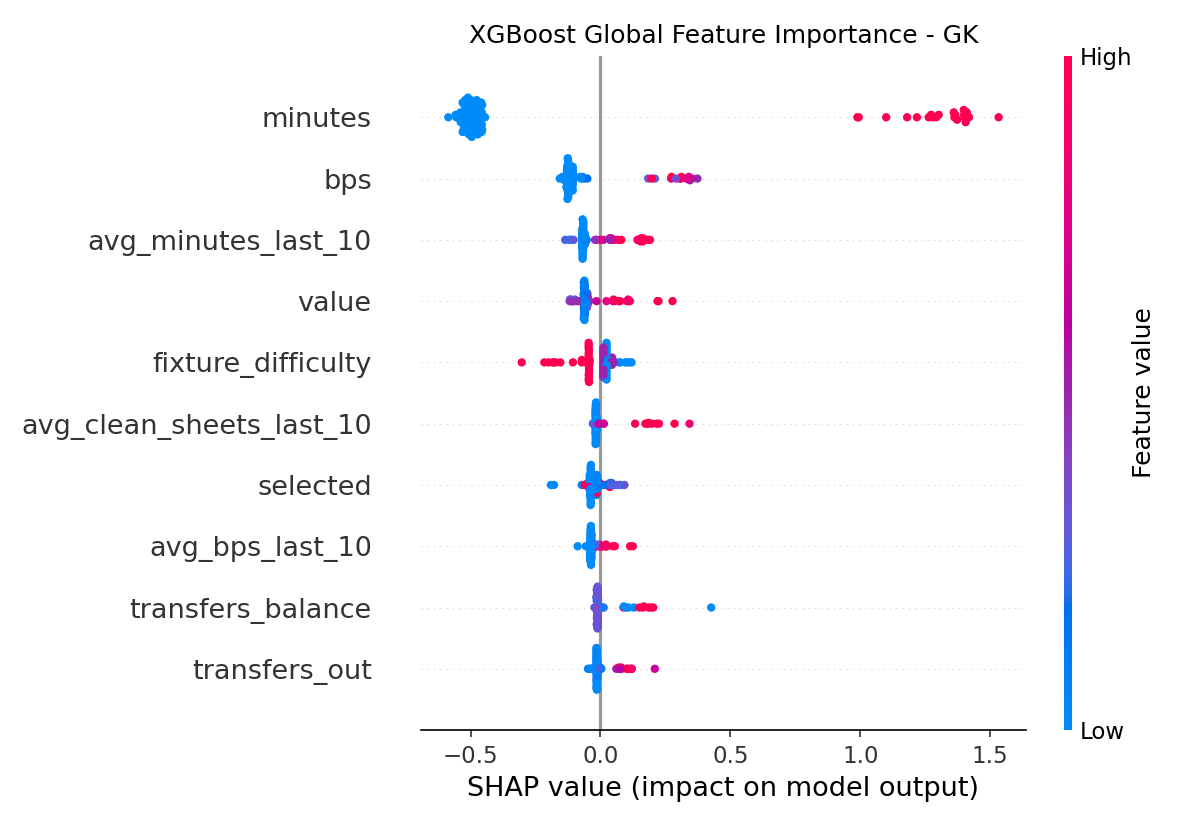 XGBoost Global Feature Importance - GK
High
minutes
bps
avg_minutes_last_10
value
fixture_difficulty
avg_clean_sheets_last_10
selected
avg_bps_last_10
transfers_balance
transfers_out
Feature value
Low
−0.5 0.0 0.5 1.0 1.5
SHAP value (impact on model output)